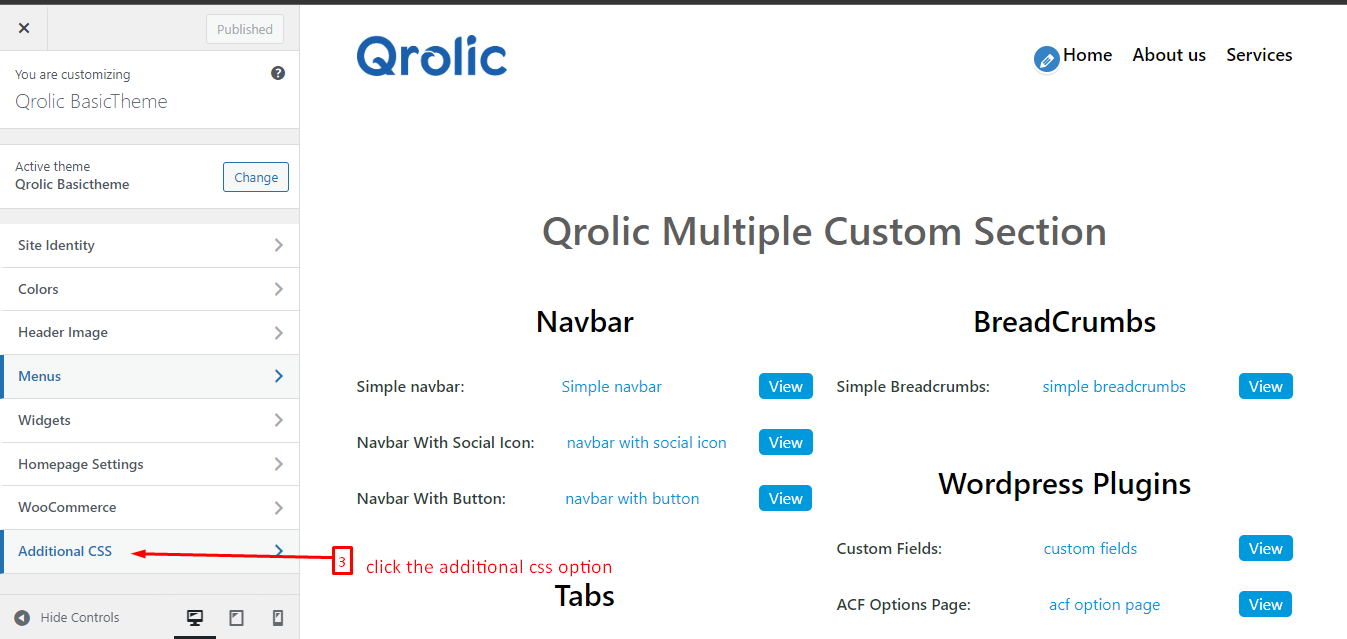 Published
You are customizing
Qrolic BasicTheme
Active theme
Qrolic Basictheme
Change
Site Identity
Colors
Header Image
Menus
Widgets
Homepage Settings
WooCommerce
Additional CSS
Hide Controls
Qrolic
Home About us Services
Qrolic Multiple Custom Section
Navbar
Simple navbar: Simple navbar View
Navbar With Social Icon: navbar with social icon View
Navbar With Button: navbar with button View
3 click the additional css option
Tabs
BreadCrumbs
Simple Breadcrumbs: simple breadcrumbs View
Wordpress Plugins
Custom Fields: custom fields View
ACF Options Page: acf option page View